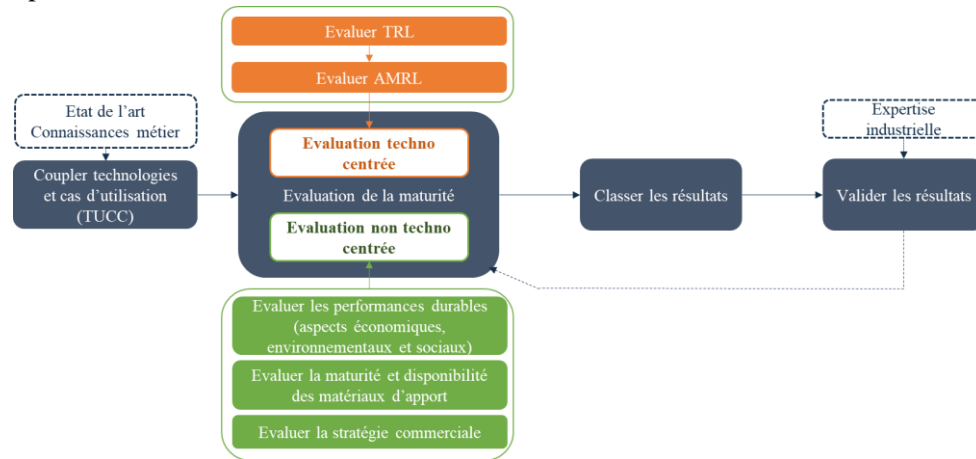 Evaluer TRL
Evaluer AMRL
Etat de l’art
Connaissances métier
Expertise
industrielle
Coupler technologies
et cas d’utilisation
(TUCC)
Evaluation techno
centrée
Evaluation de la maturité
Evaluation non techno
centrée
Classer les résultats
Valider les résultats
Evaluer les performances durables
(aspects économiques,
environnementaux et sociaux)
Evaluer la maturité et disponibilité
des matériaux d’apport
Evaluer la stratégie commerciale